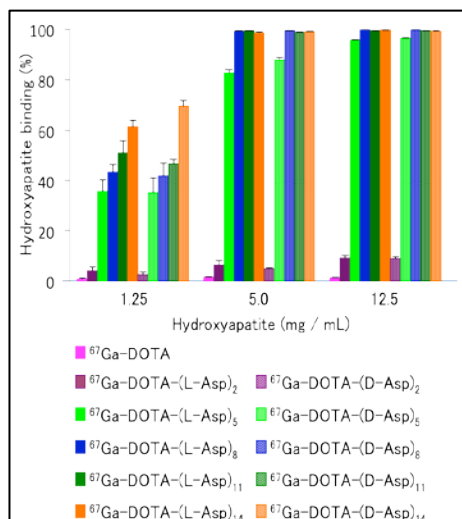 Hydroxyapatite binding (%)
100
80
60
40
20
0
1.25 5.0 12.5
Hydroxyapatite (mg / mL)
⁶⁷Ga-DOTA
⁶⁷Ga-DOTA-(L-Asp)₂ ⁶⁷Ga-DOTA-(D-Asp)₂
⁶⁷Ga-DOTA-(L-Asp)₅ ⁶⁷Ga-DOTA-(D-Asp)₅
⁶⁷Ga-DOTA-(L-Asp)₈ ⁶⁷Ga-DOTA-(D-Asp)₈
⁶⁷Ga-DOTA-(L-Asp)₁₁ ⁶⁷Ga-DOTA-(D-Asp)₁₁
⁶⁷Ga-DOTA-(L-Asp)₁₄ ⁶⁷Ga-DOTA-(D-Asp)₁₄